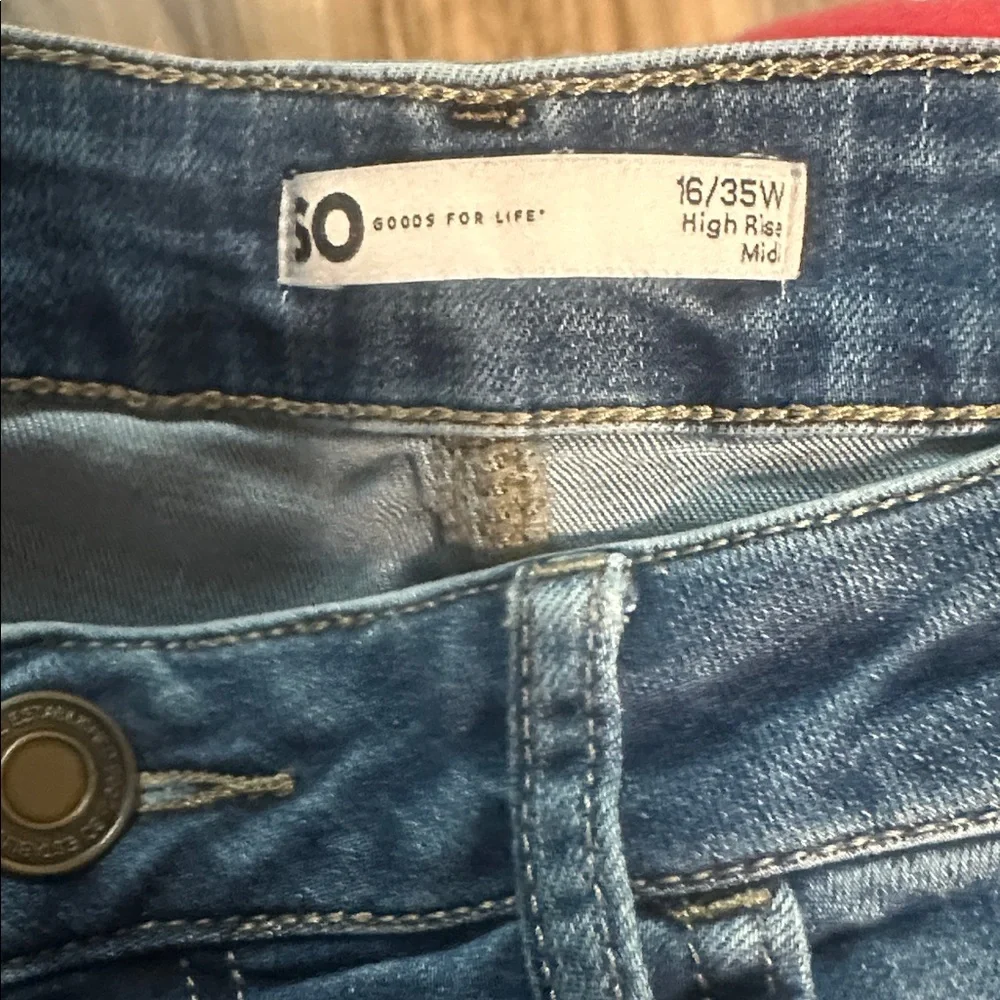 SO GOODS FOR LIFE®
16/35W
High Rise
Midi